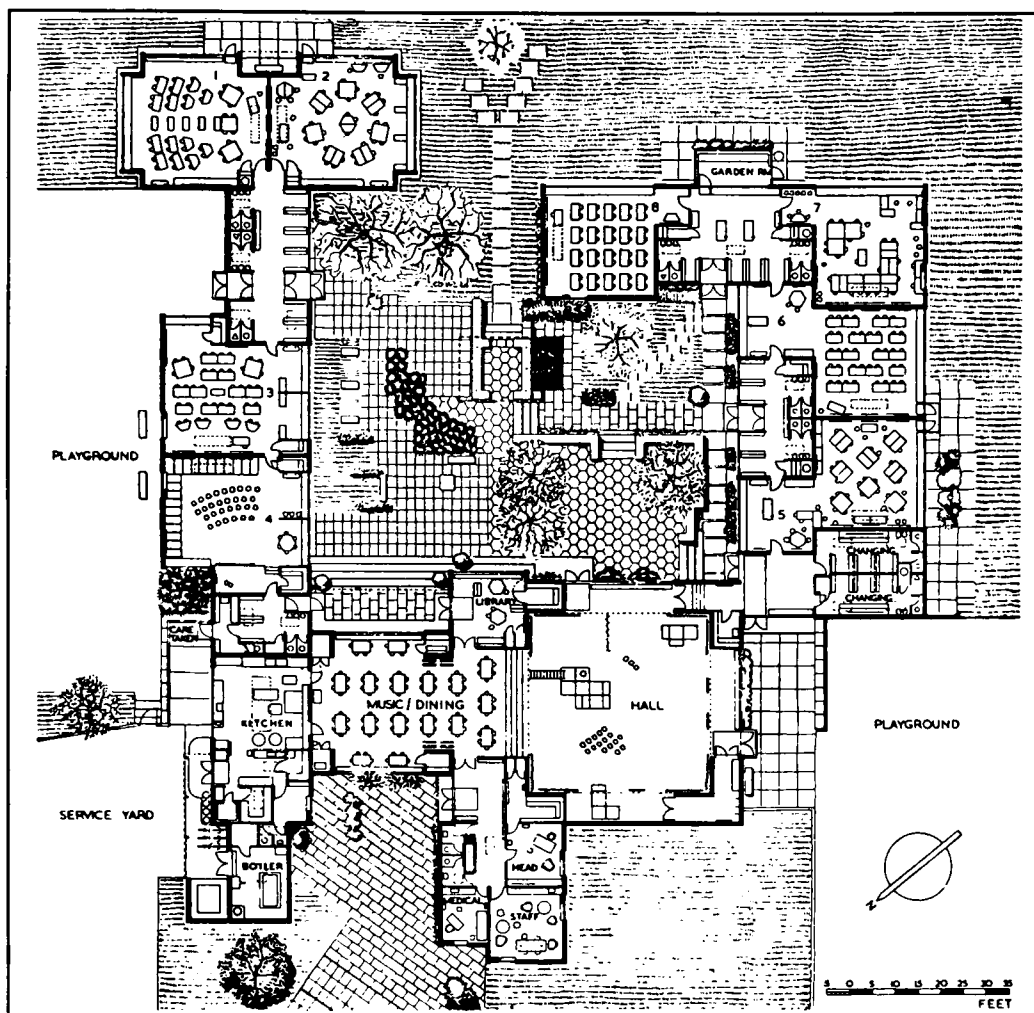 1 2
GARDEN RM
8 7
6
3
PLAYGROUND
4
5
CHANGING
CHANGING
LIBRARY
CARE
TAKER
MUSIC / DINING
HALL
KITCHEN
PLAYGROUND
SERVICE YARD
BOILER
HEAD
MEDICAL
STAFF
N
5 0 5 10 15 20 25 30 35
FEET